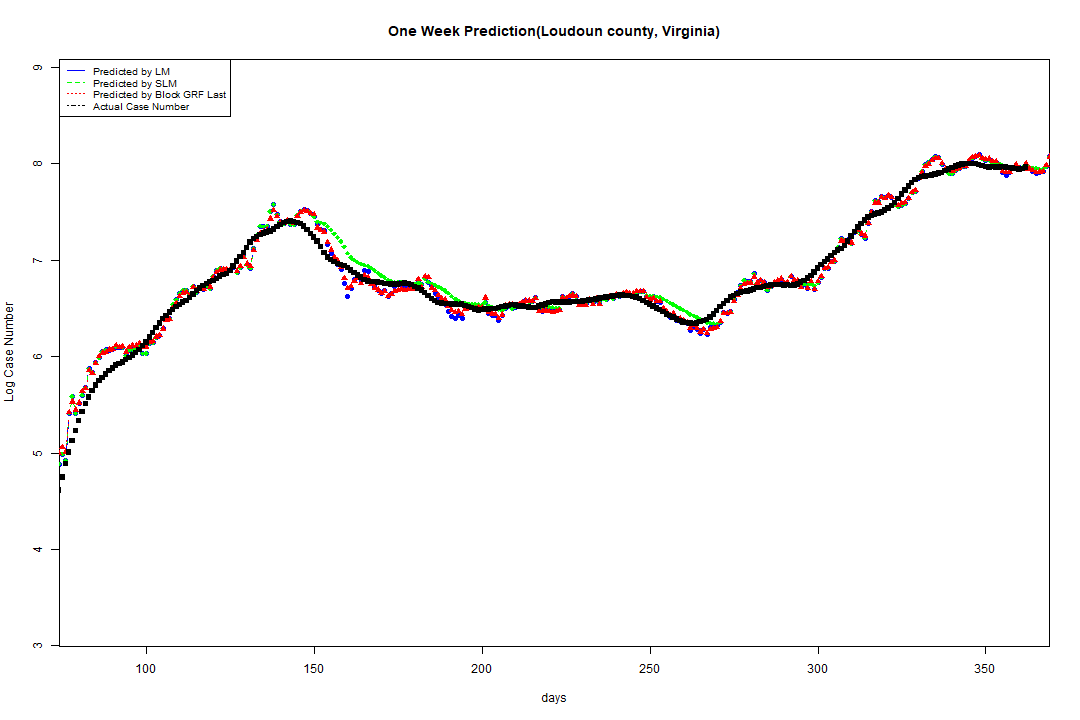 One Week Prediction(Loudoun county, Virginia)
Predicted by LM
Predicted by SLM
Predicted by Block GRF Last
Actual Case Number
9
8
7
6
5
4
3
Log Case Number
100 150 200 250 300 350
days